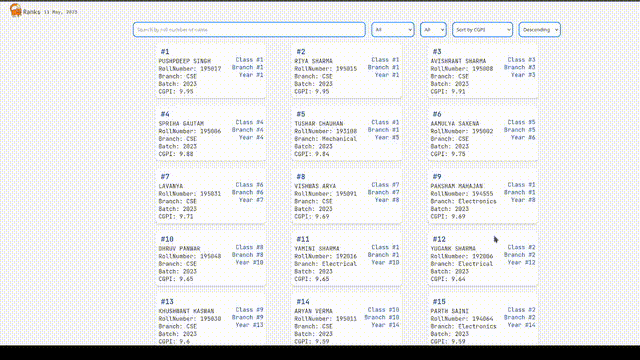 Ranks 11 May, 2023
Search by roll number or name
All
All
Sort by CGPI
Descending
#1
PUSHPDEEP SINGH
RollNumber: 195017
Branch: CSE
Batch: 2023
CGPI: 9.95
Class #1
Branch #1
Year #1
#2
RIYA SHARMA
RollNumber: 195015
Branch: CSE
Batch: 2023
CGPI: 9.95
Class #1
Branch #1
Year #1
#3
AVISHRANT SHARMA
RollNumber: 195008
Branch: CSE
Batch: 2023
CGPI: 9.91
Class #3
Branch #3
Year #3
#4
SPRIHA GAUTAM
RollNumber: 195006
Branch: CSE
Batch: 2023
CGPI: 9.88
Class #4
Branch #4
Year #4
#5
TUSHAR CHAUHAN
RollNumber: 193108
Branch: Mechanical
Batch: 2023
CGPI: 9.84
Class #1
Branch #1
Year #5
#6
AAMULYA SAXENA
RollNumber: 195002
Branch: CSE
Batch: 2023
CGPI: 9.75
Class #5
Branch #5
Year #6
#7
LAVANYA
RollNumber: 195031
Branch: CSE
Batch: 2023
CGPI: 9.71
Class #6
Branch #6
Year #7
#8
VISHWAS ARYA
RollNumber: 195091
Branch: CSE
Batch: 2023
CGPI: 9.69
Class #7
Branch #7
Year #8
#9
PAKSHAM MAHAJAN
RollNumber: 194555
Branch: Electronics
Batch: 2023
CGPI: 9.69
Class #1
Branch #1
Year #8
#10
DHRUV PANWAR
RollNumber: 195048
Branch: CSE
Batch: 2023
CGPI: 9.65
Class #8
Branch #8
Year #10
#11
YAMINI SHARMA
RollNumber: 192016
Branch: Electrical
Batch: 2023
CGPI: 9.65
Class #1
Branch #1
Year #10
#12
YUGANK SHARMA
RollNumber: 192006
Branch: Electrical
Batch: 2023
CGPI: 9.64
Class #2
Branch #2
Year #12
#13
KHUSHWANT KASWAN
RollNumber: 195030
Branch: CSE
Batch: 2023
CGPI: 9.6
Class #9
Branch #9
Year #13
#14
ARYAN VERMA
RollNumber: 195011
Branch: CSE
Batch: 2023
CGPI: 9.59
Class #10
Branch #10
Year #14
#15
PARTH SAINI
RollNumber: 194064
Branch: Electronics
Batch: 2023
CGPI: 9.59
Class #2
Branch #2
Year #14